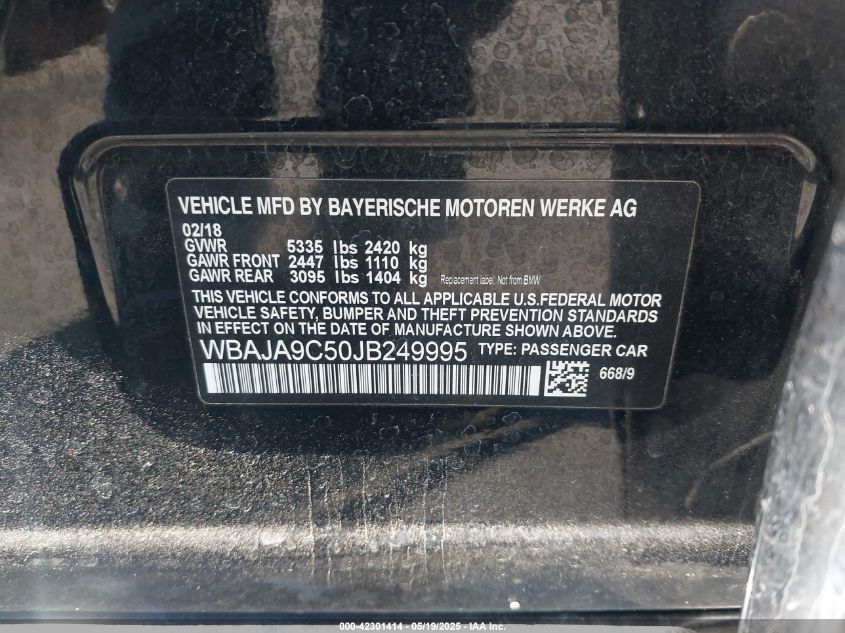 VEHICLE MFD BY BAYERISCHE MOTOREN WERKE AG
02/18
GVWR 5335 lbs 2420 kg
GAWR FRONT 2447 lbs 1110 kg
GAWR REAR 3095 lbs 1404 kg Replacement label. Not from BMW
THIS VEHICLE CONFORMS TO ALL APPLICABLE U.S.FEDERAL MOTOR
VEHICLE SAFETY, BUMPER AND THEFT PREVENTION STANDARDS
IN EFFECT ON THE DATE OF MANUFACTURE SHOWN ABOVE.
WBAJA9C50JB249995 TYPE: PASSENGER CAR
668/9
000-42301414 - 05/19/2025 - IAA Inc.